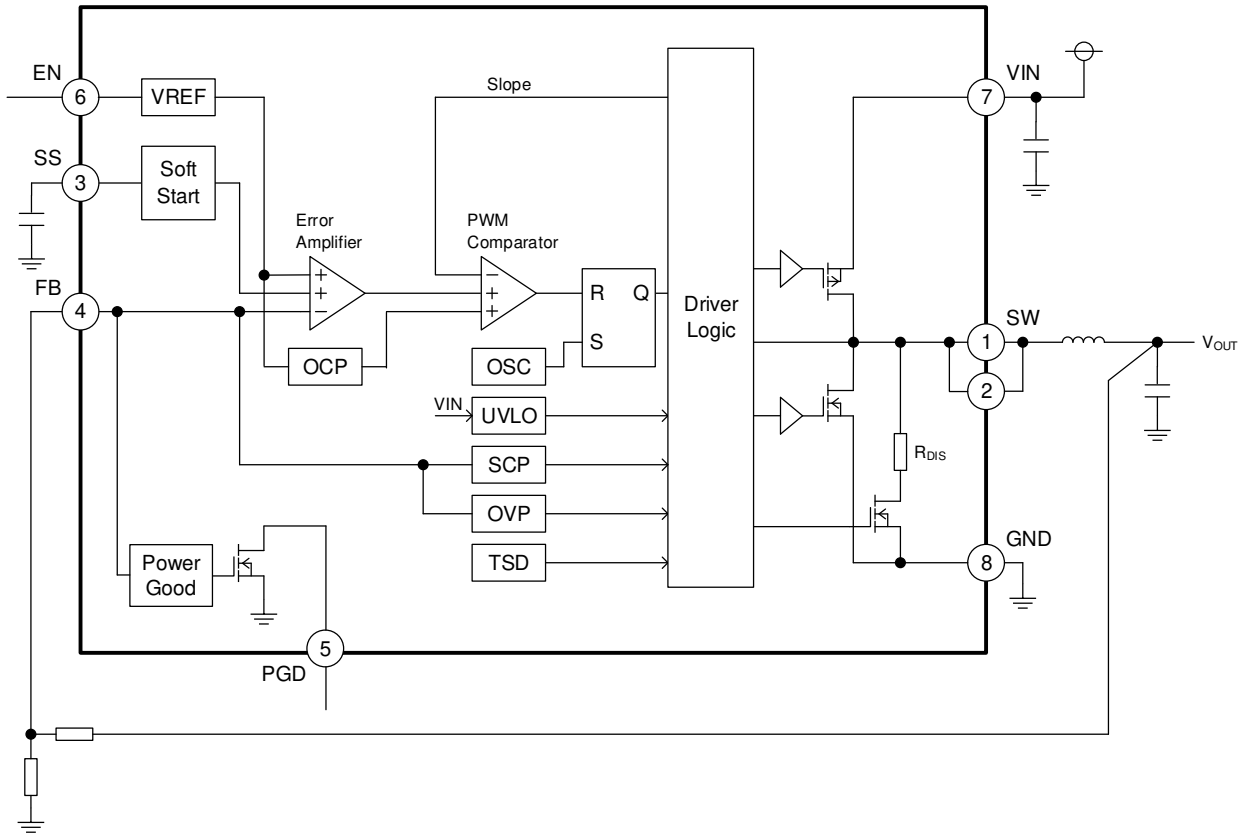 EN
6
VREF
Slope
VIN
7
SS
3
Soft
Start
Error
Amplifier
PWM
Comparator
FB
4
+
+
−
−
+
+
R
Q
S
Driver
Logic
SW
1
2
VOUT
OCP
OSC
VIN
UVLO
SCP
OVP
TSD
RDIS
GND
8
Power
Good
5
PGD